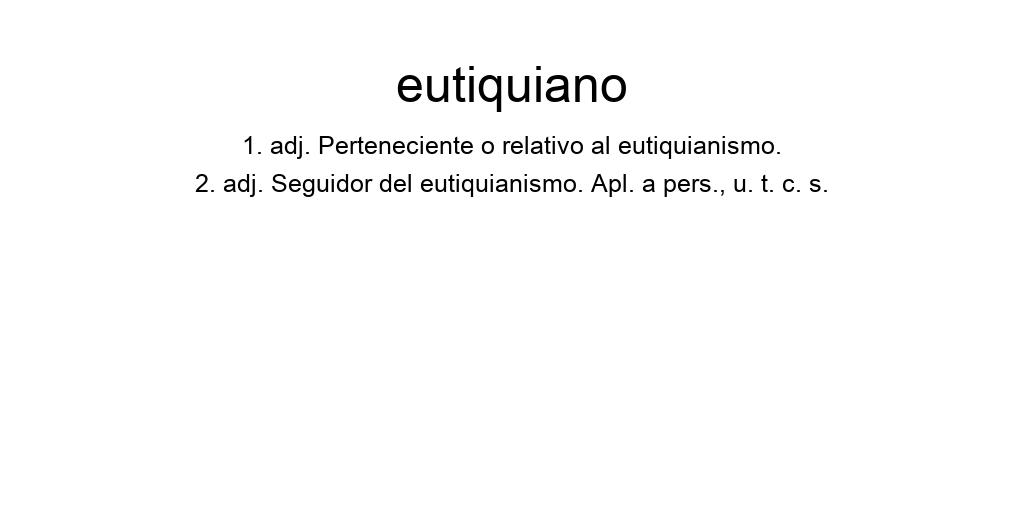 eutiquiano
1. adj. Perteneciente o relativo al eutiquianismo.
2. adj. Seguidor del eutiquianismo. Apl. a pers., u. t. c. s.